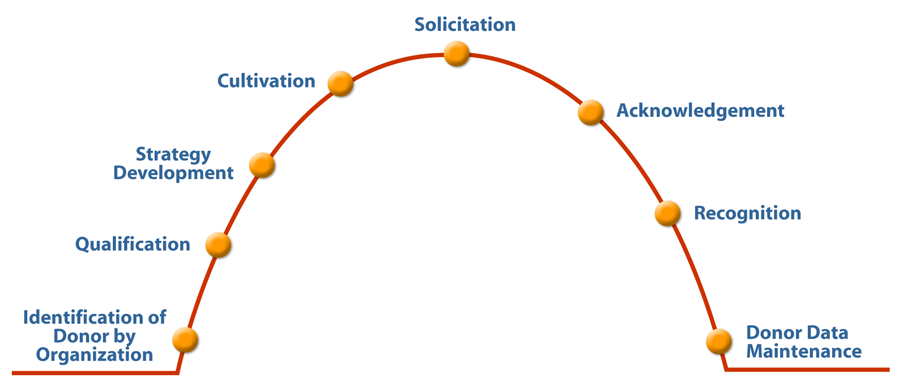 Solicitation
Cultivation
Acknowledgement
Strategy
Development
Recognition
Qualification
Identification of
Donor by
Organization
Donor Data
Maintenance